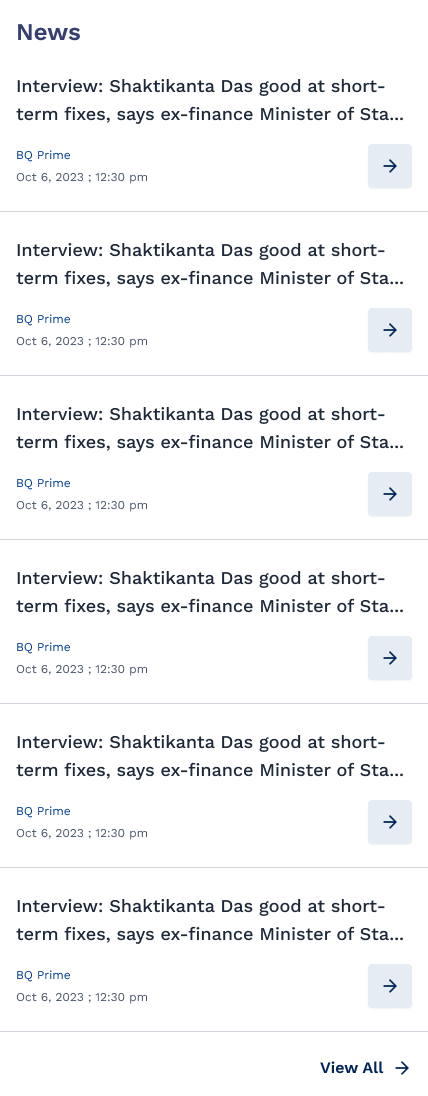 News
Interview: Shaktikanta Das good at short-
term fixes, says ex-finance Minister of Sta...
BQ Prime
Oct 6, 2023 ; 12:30 pm
Interview: Shaktikanta Das good at short-
term fixes, says ex-finance Minister of Sta...
BQ Prime
Oct 6, 2023 ; 12:30 pm
Interview: Shaktikanta Das good at short-
term fixes, says ex-finance Minister of Sta...
BQ Prime
Oct 6, 2023 ; 12:30 pm
Interview: Shaktikanta Das good at short-
term fixes, says ex-finance Minister of Sta...
BQ Prime
Oct 6, 2023 ; 12:30 pm
Interview: Shaktikanta Das good at short-
term fixes, says ex-finance Minister of Sta...
BQ Prime
Oct 6, 2023 ; 12:30 pm
Interview: Shaktikanta Das good at short-
term fixes, says ex-finance Minister of Sta...
BQ Prime
Oct 6, 2023 ; 12:30 pm
View All